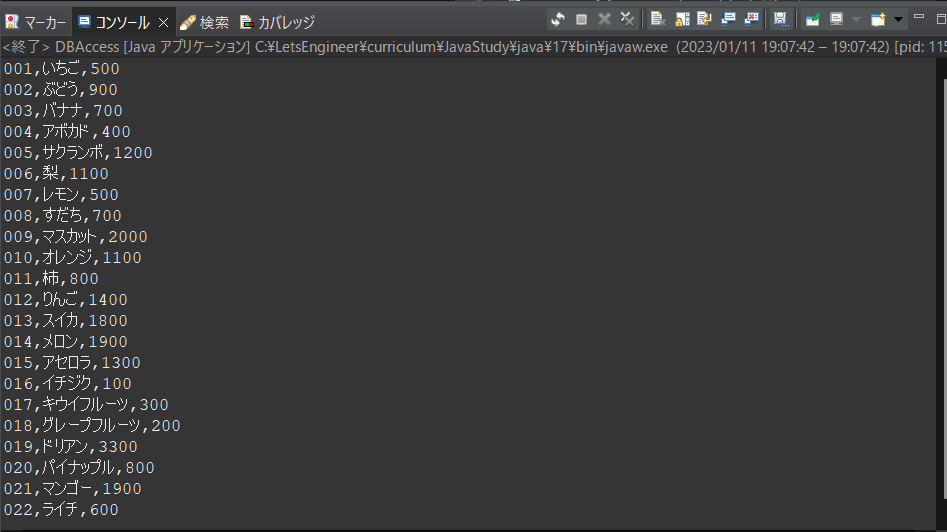 マーカー コンソール 検索 カバレッジ
<終了> DBAccess [Java アプリケーション] C:¥LetsEngineer¥curriculum¥JavaStudy¥java¥17¥bin¥javaw.exe (2023/01/11 19:07:42 – 19:07:42) [pid: 115
001,いちご,500
002,ぶどう,900
003,バナナ,700
004,アボカド,400
005,サクランボ,1200
006,梨,1100
007,レモン,500
008,すだち,700
009,マスカット,2000
010,オレンジ,1100
011,柿,800
012,りんご,1400
013,スイカ,1800
014,メロン,1900
015,アセロラ,1300
016,イチジク,100
017,キウイフルーツ,300
018,グレープフルーツ,200
019,ドリアン,3300
020,パイナップル,800
021,マンゴー,1900
022,ライチ,600